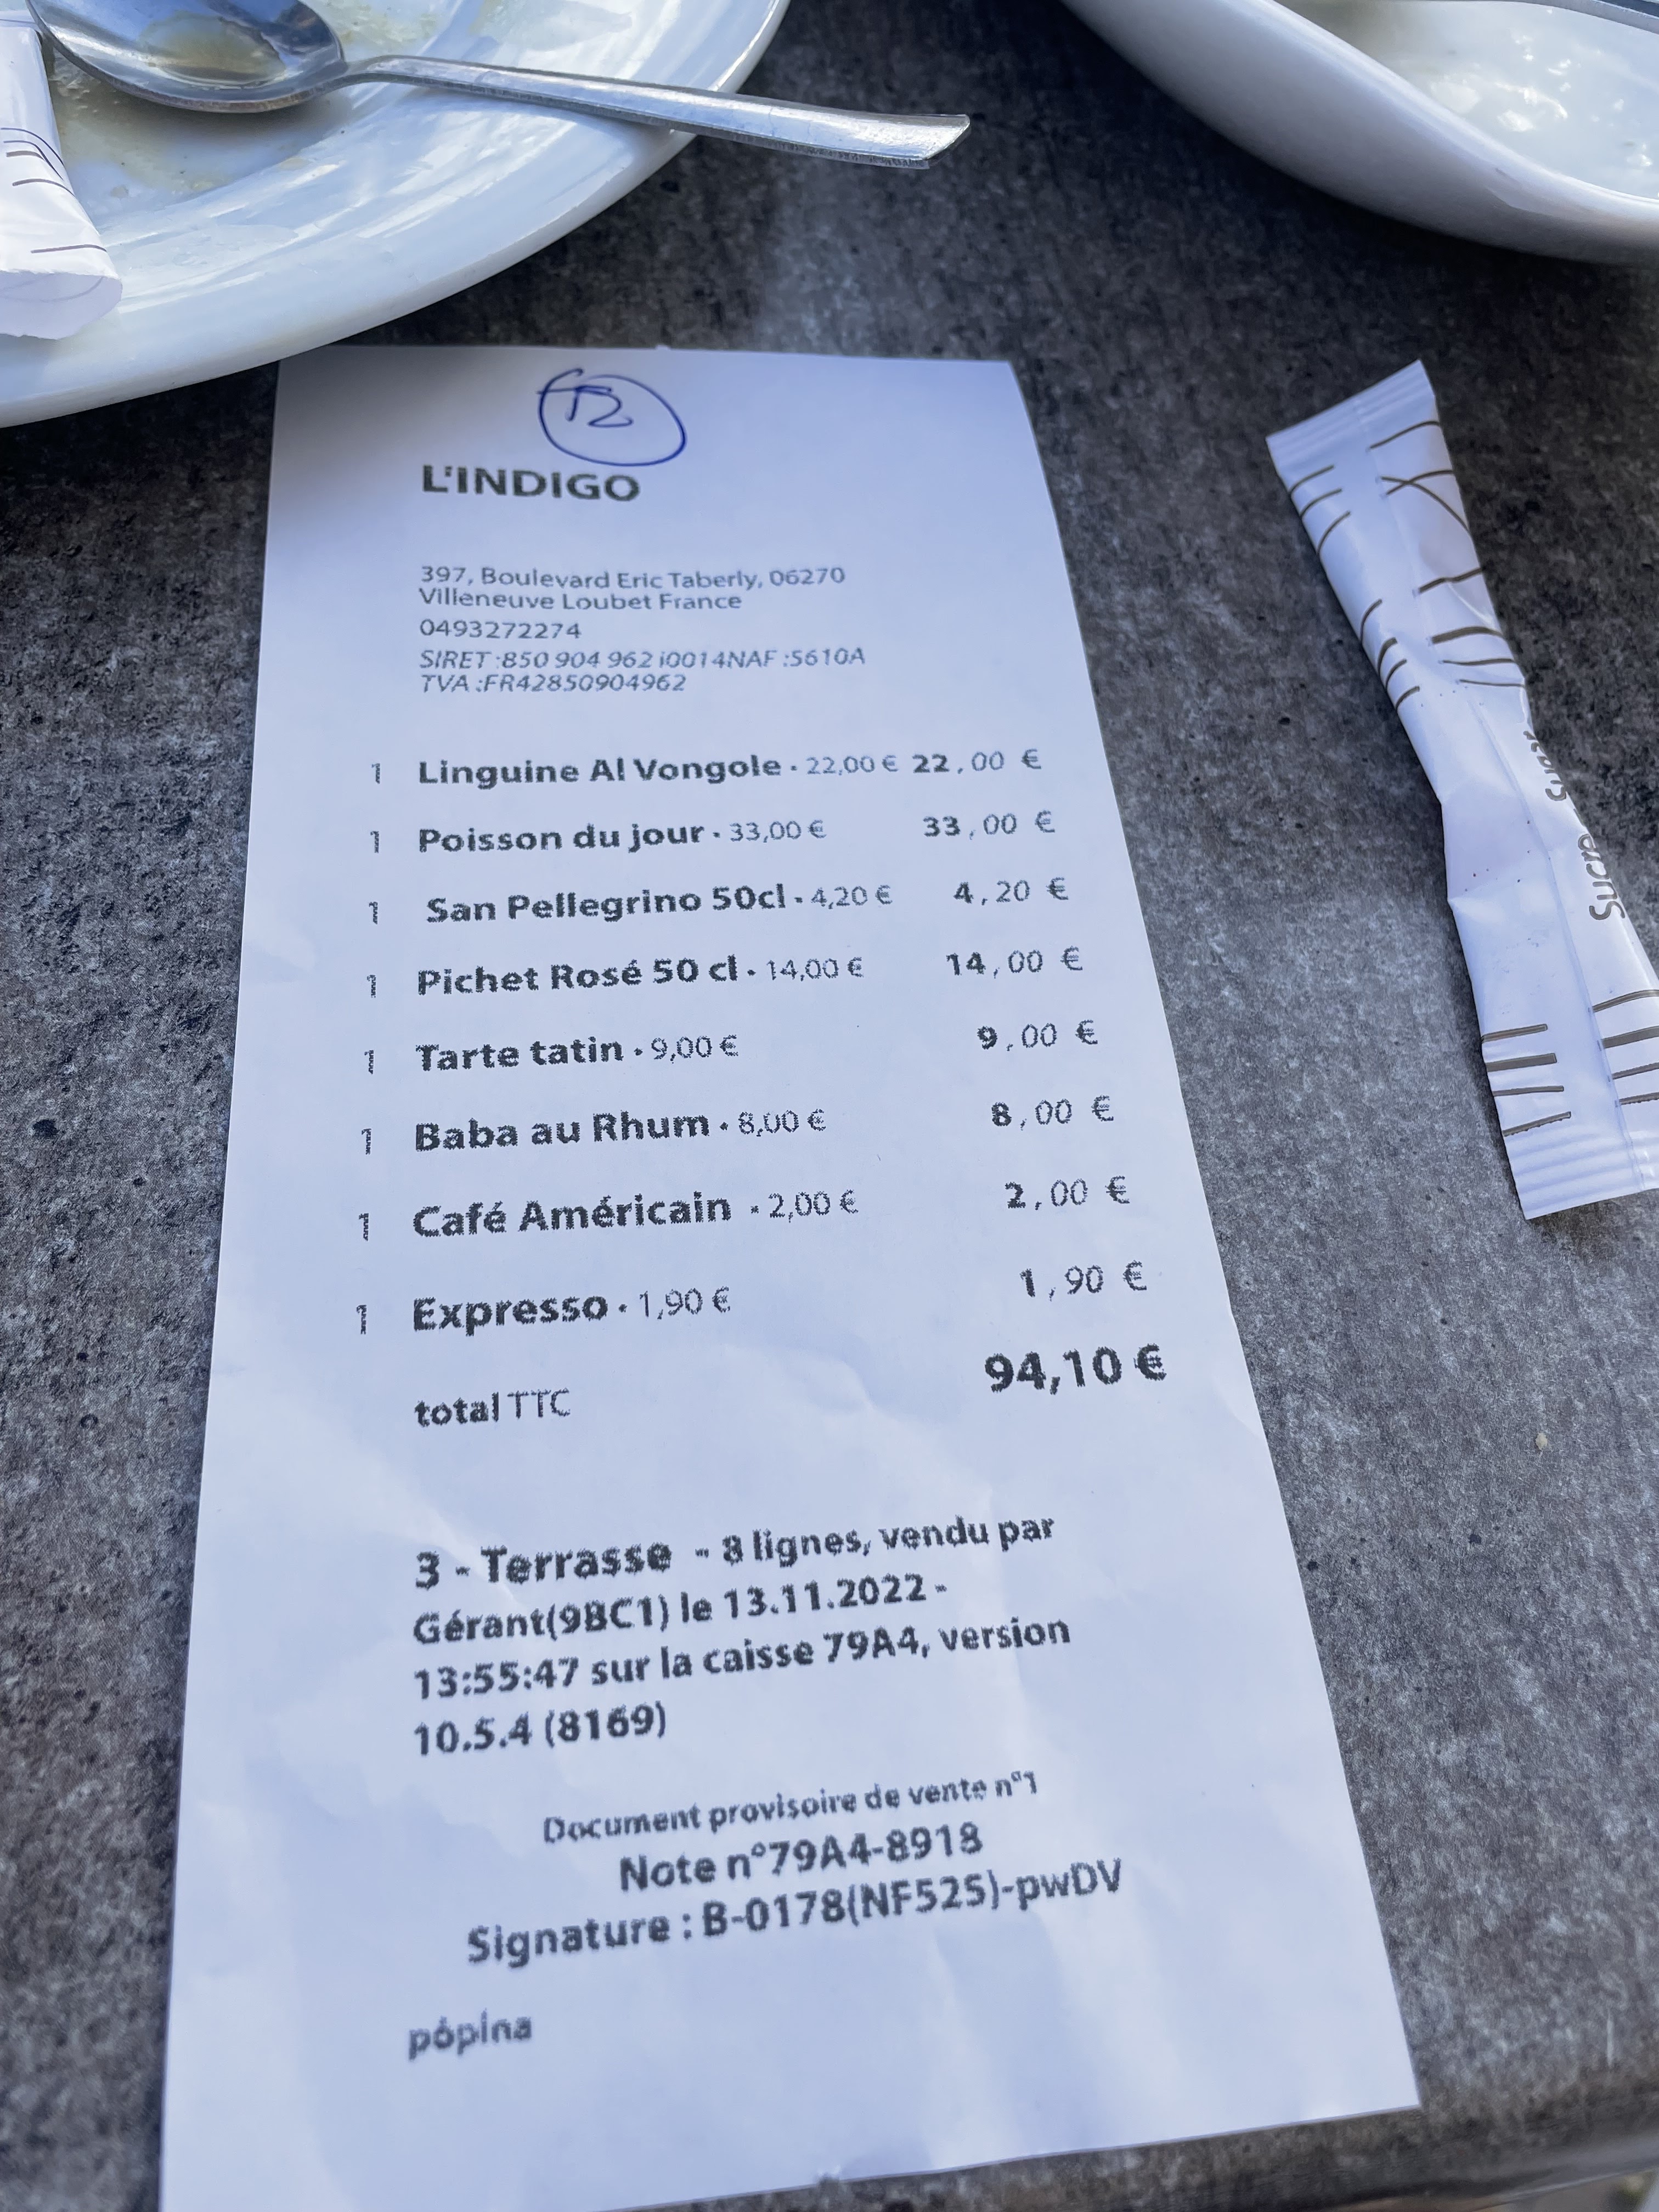 L'INDIGO
397, Boulevard Eric Taberly, 06270
Villeneuve Loubet France
0493272274
SIRET :850 904 962 i0014NAF :5610A
TVA :FR42850904962
1 Linguine Al Vongole · 22,00 € 22,00 €
1 Poisson du jour · 33,00 € 33,00 €
1 San Pellegrino 50cl · 4,20 € 4,20 €
1 Pichet Rosé 50 cl · 14,00 € 14,00 €
1 Tarte tatin · 9,00 € 9,00 €
1 Baba au Rhum · 8,00 € 8,00 €
1 Café Américain · 2,00 € 2,00 €
1 Expresso · 1,90 € 1,90 €
total TTC 94,10 €
3 - Terrasse - 8 lignes, vendu par
Gérant(9BC1) le 13.11.2022 -
13:55:47 sur la caisse 79A4, version
10.5.4 (8169)
Document provisoire de vente n°1
Note n°79A4-8918
Signature : B-0178(NF525)-pwDV
pópina
Sucre